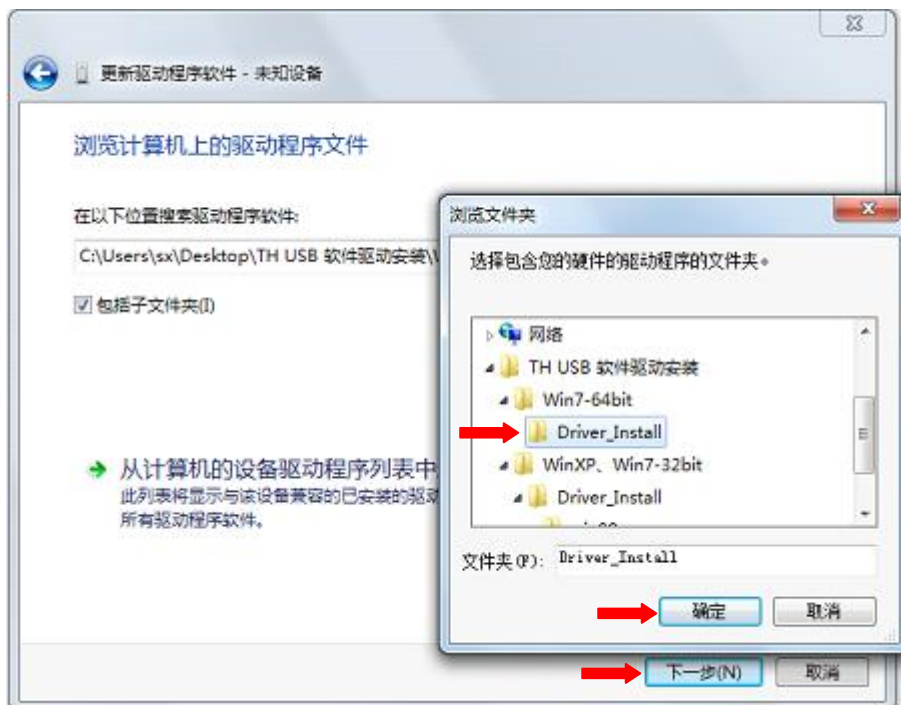 更新驱动程序软件 - 未知设备
浏览计算机上的驱动程序文件
在以下位置搜索驱动程序软件:
C:\Users\sx\Desktop\TH USB 软件驱动安装\
包括子文件夹(I)
从计算机的设备驱动程序列表中
此列表将显示与该设备兼容的已安装的驱动
所有驱动程序软件。
浏览文件夹
选择包含您的硬件的驱动程序的文件夹。
网络
TH USB 软件驱动安装
Win7-64bit
Driver_Install
WinXP、Win7-32bit
Driver_Install
文件夹(F): Driver_Install
确定 取消
下一步(N) 取消